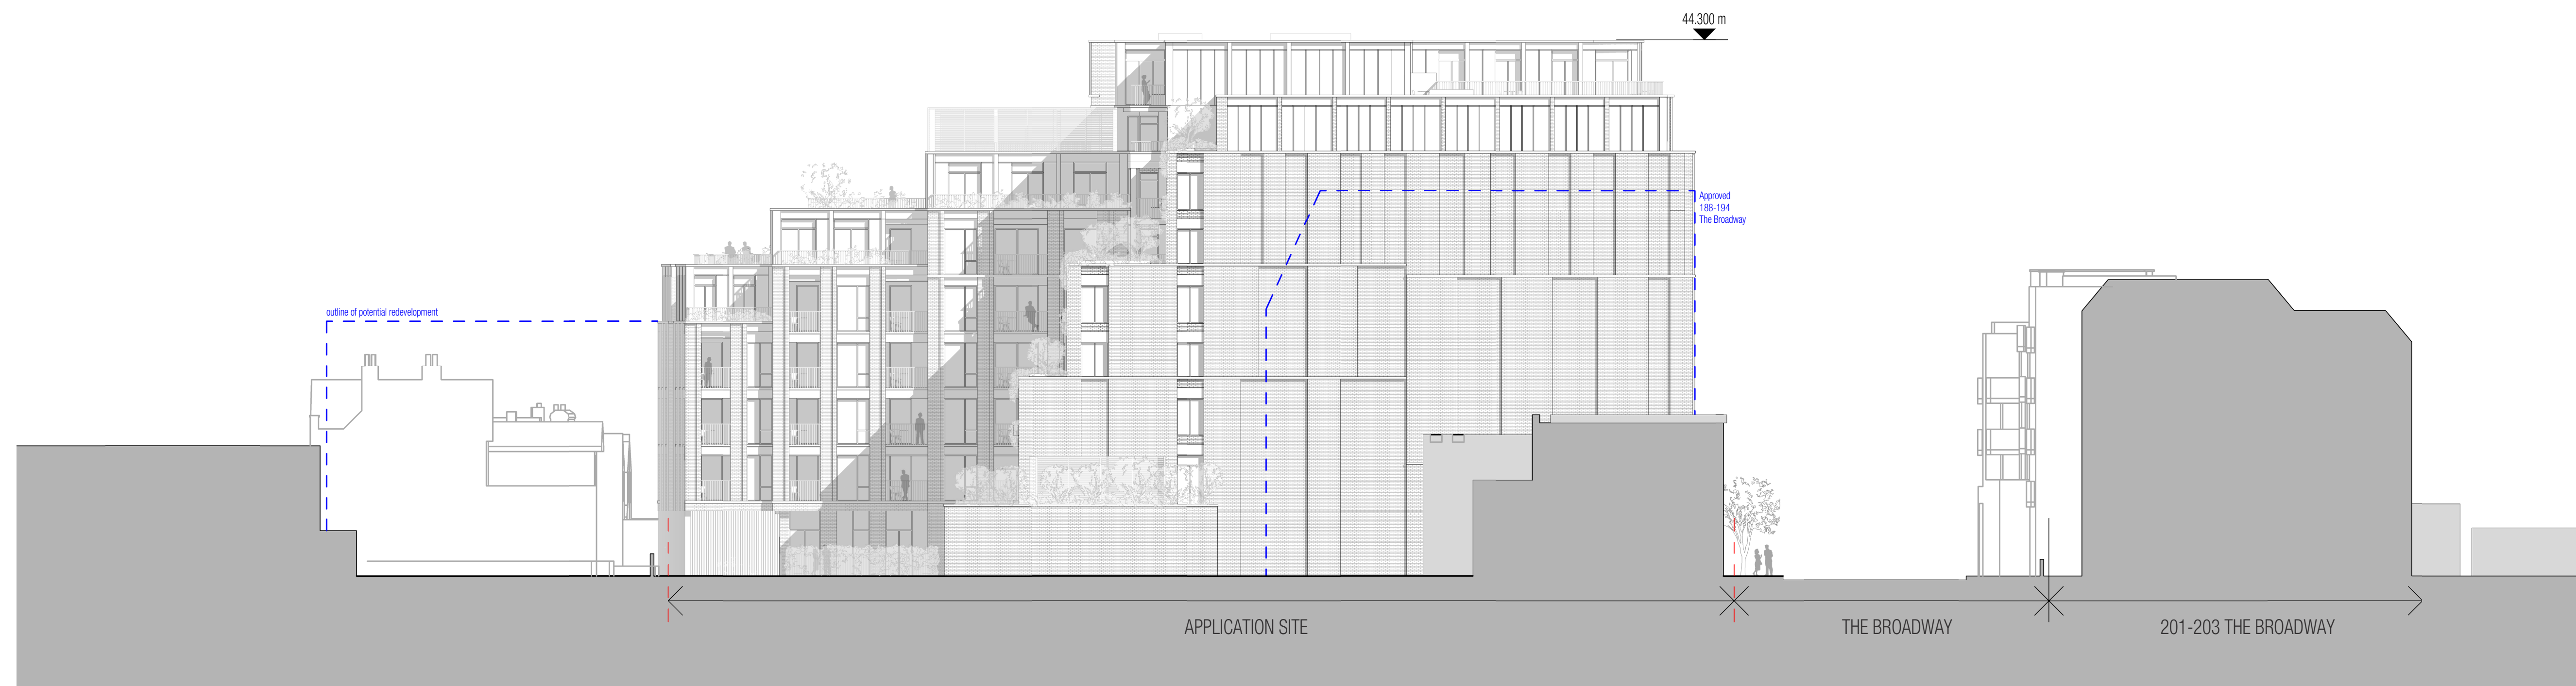 44.300 m
Approved
188-194
The Broadway
outline of potential redevelopment
APPLICATION SITE
THE BROADWAY
201-203 THE BROADWAY